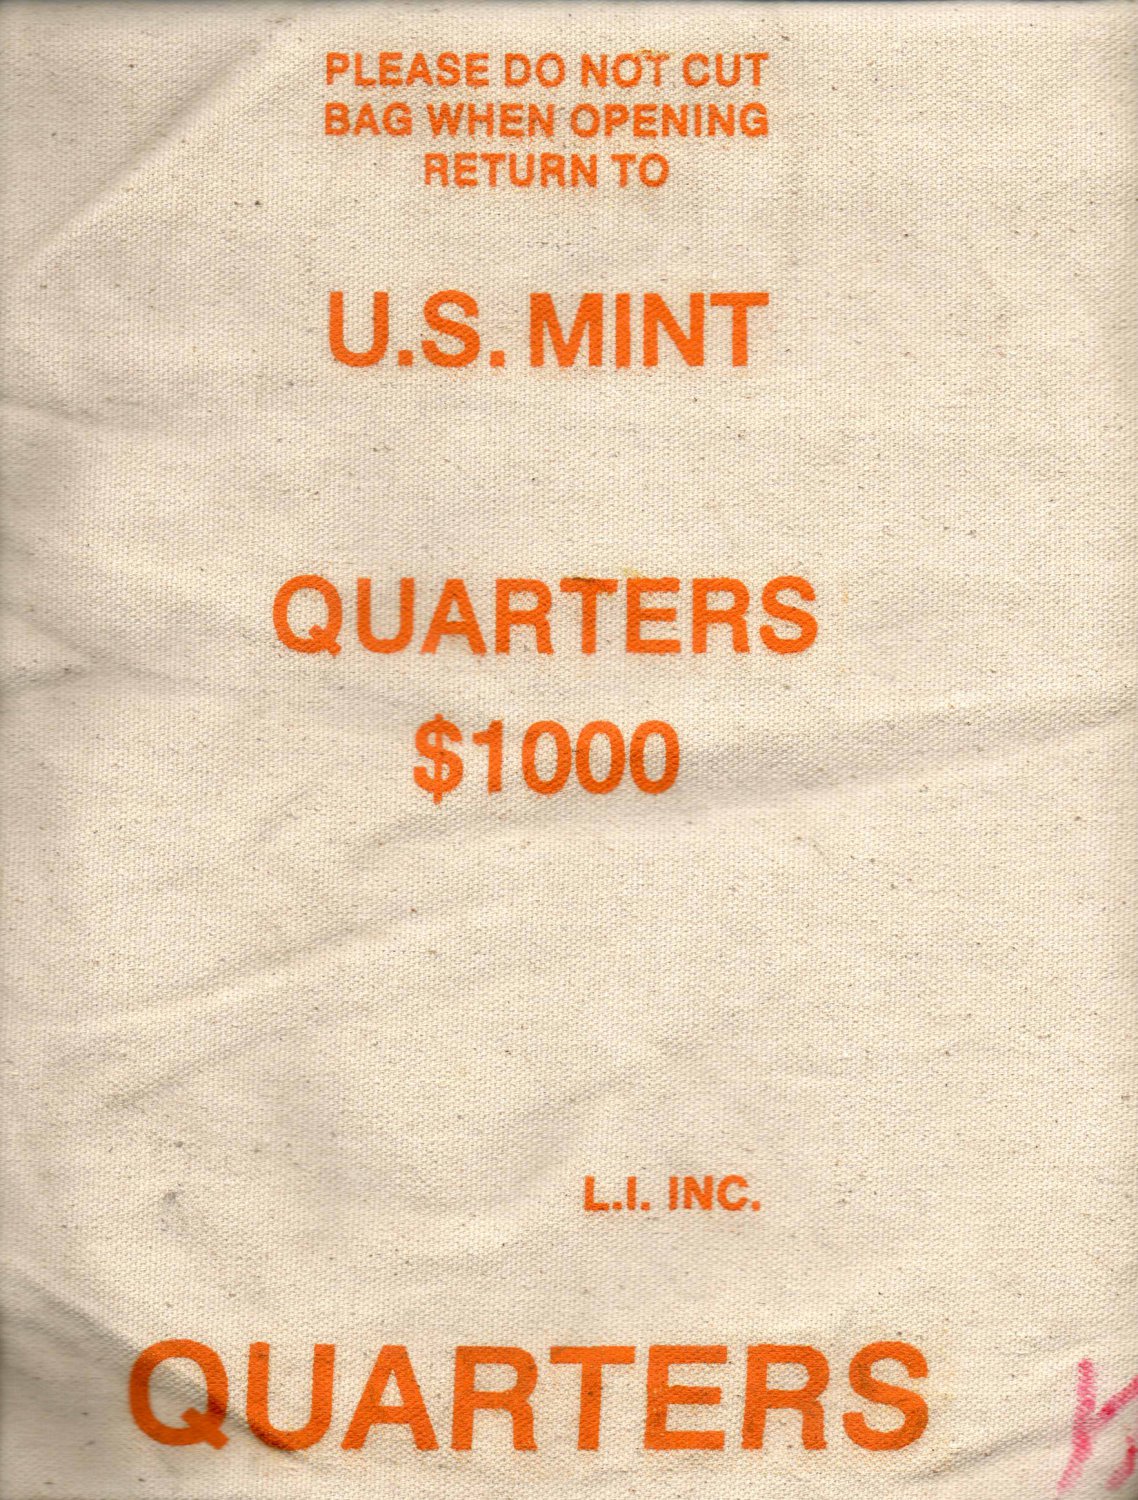 PLEASE DO NOT CUT
BAG WHEN OPENING
RETURN TO
U.S. MINT
QUARTERS
$1000
L.I. INC.
QUARTERS